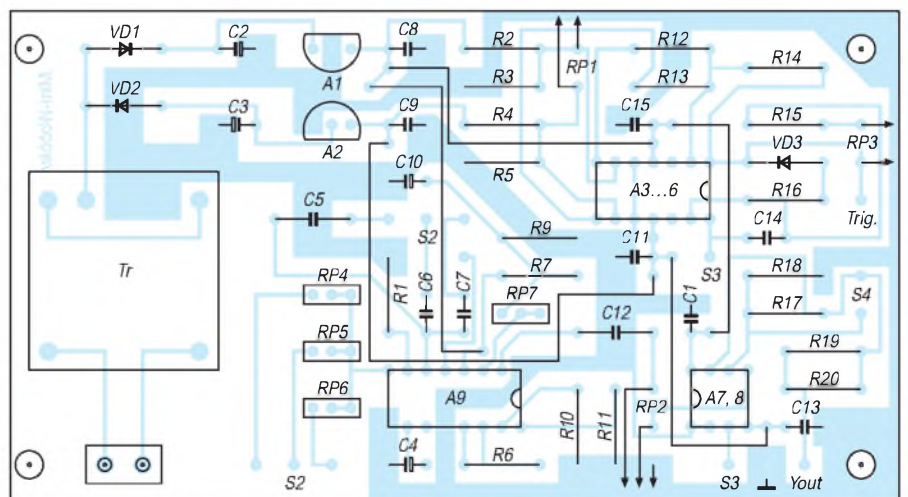 VD1
C2
C8
R2
R12
R14
A1
RP1
R3
R13
VD2
C3
C9
R4
C15
R15
RP3
A2
VD3
R5
C10
A3...6
R16
C5
Trig.
S2
R9
C14
C11
Tr
S3
R18
R7
RP4
R1
C6
C7
RP7
C1
S4
R17
C12
RP5
R19
RP6
A9
R10
R11
RP2
A7, 8
R20
C13
C4
R6
S2
S3
⊥
Yout